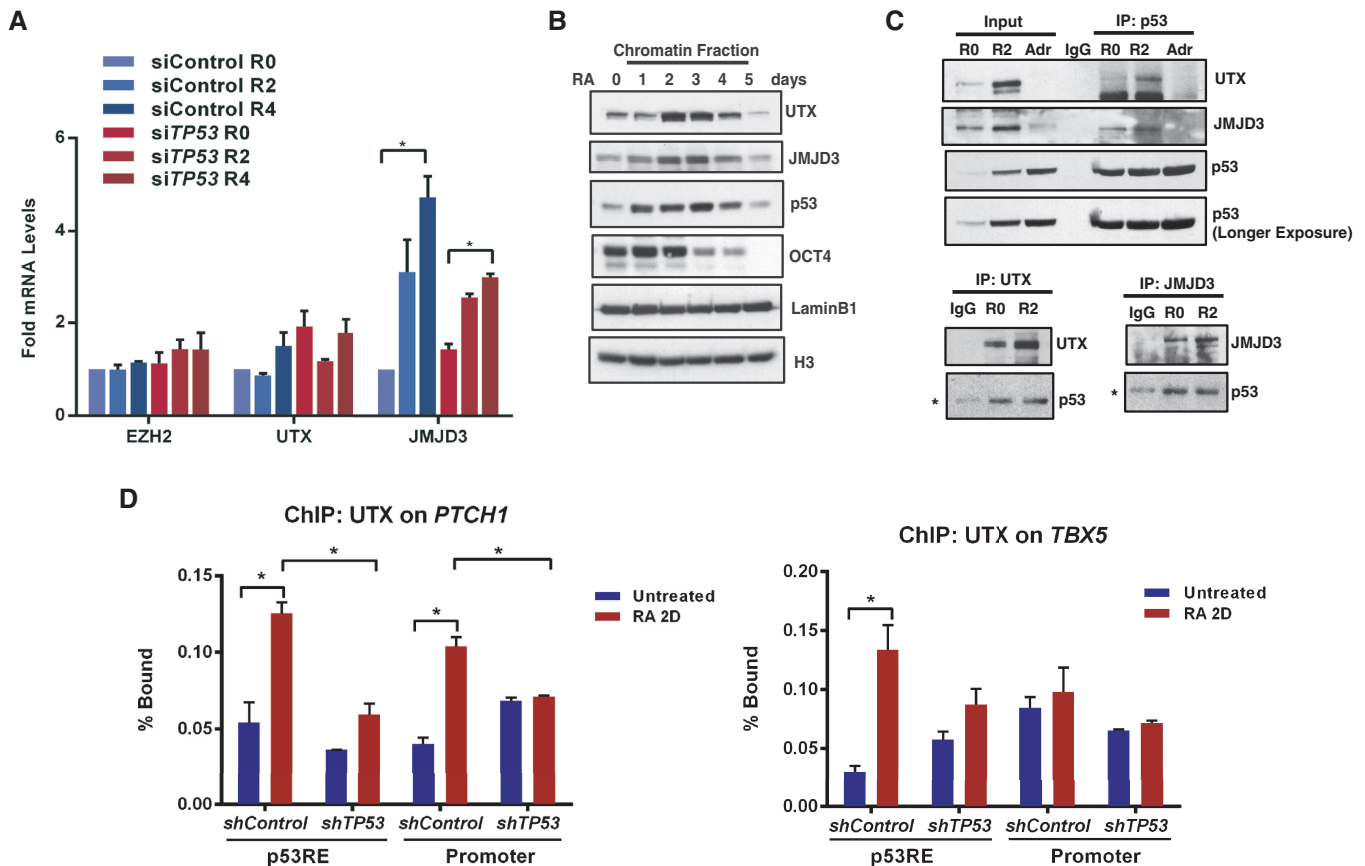 A
siControl R0
siControl R2
siControl R4
siTP53 R0
siTP53 R2
siTP53 R4
Fold mRNA Levels
6
4
2
0
*
*
EZH2
UTX
JMJD3
B
Chromatin Fraction
RA 0 1 2 3 4 5 days
UTX
JMJD3
p53
OCT4
LaminB1
H3
C
Input
IP: p53
R0 R2 Adr IgG R0 R2 Adr
UTX
JMJD3
p53
p53
(Longer Exposure)
IP: UTX
IgG R0 R2
UTX
* p53
IP: JMJD3
IgG R0 R2
JMJD3
* p53
D
ChIP: UTX on PTCH1
% Bound
0.15
0.10
0.05
0.00
*
*
*
*
Untreated
RA 2D
shControl shTP53 shControl shTP53
p53RE Promoter
ChIP: UTX on TBX5
% Bound
0.20
0.15
0.10
0.05
0.00
*
Untreated
RA 2D
shControl shTP53 shControl shTP53
p53RE Promoter